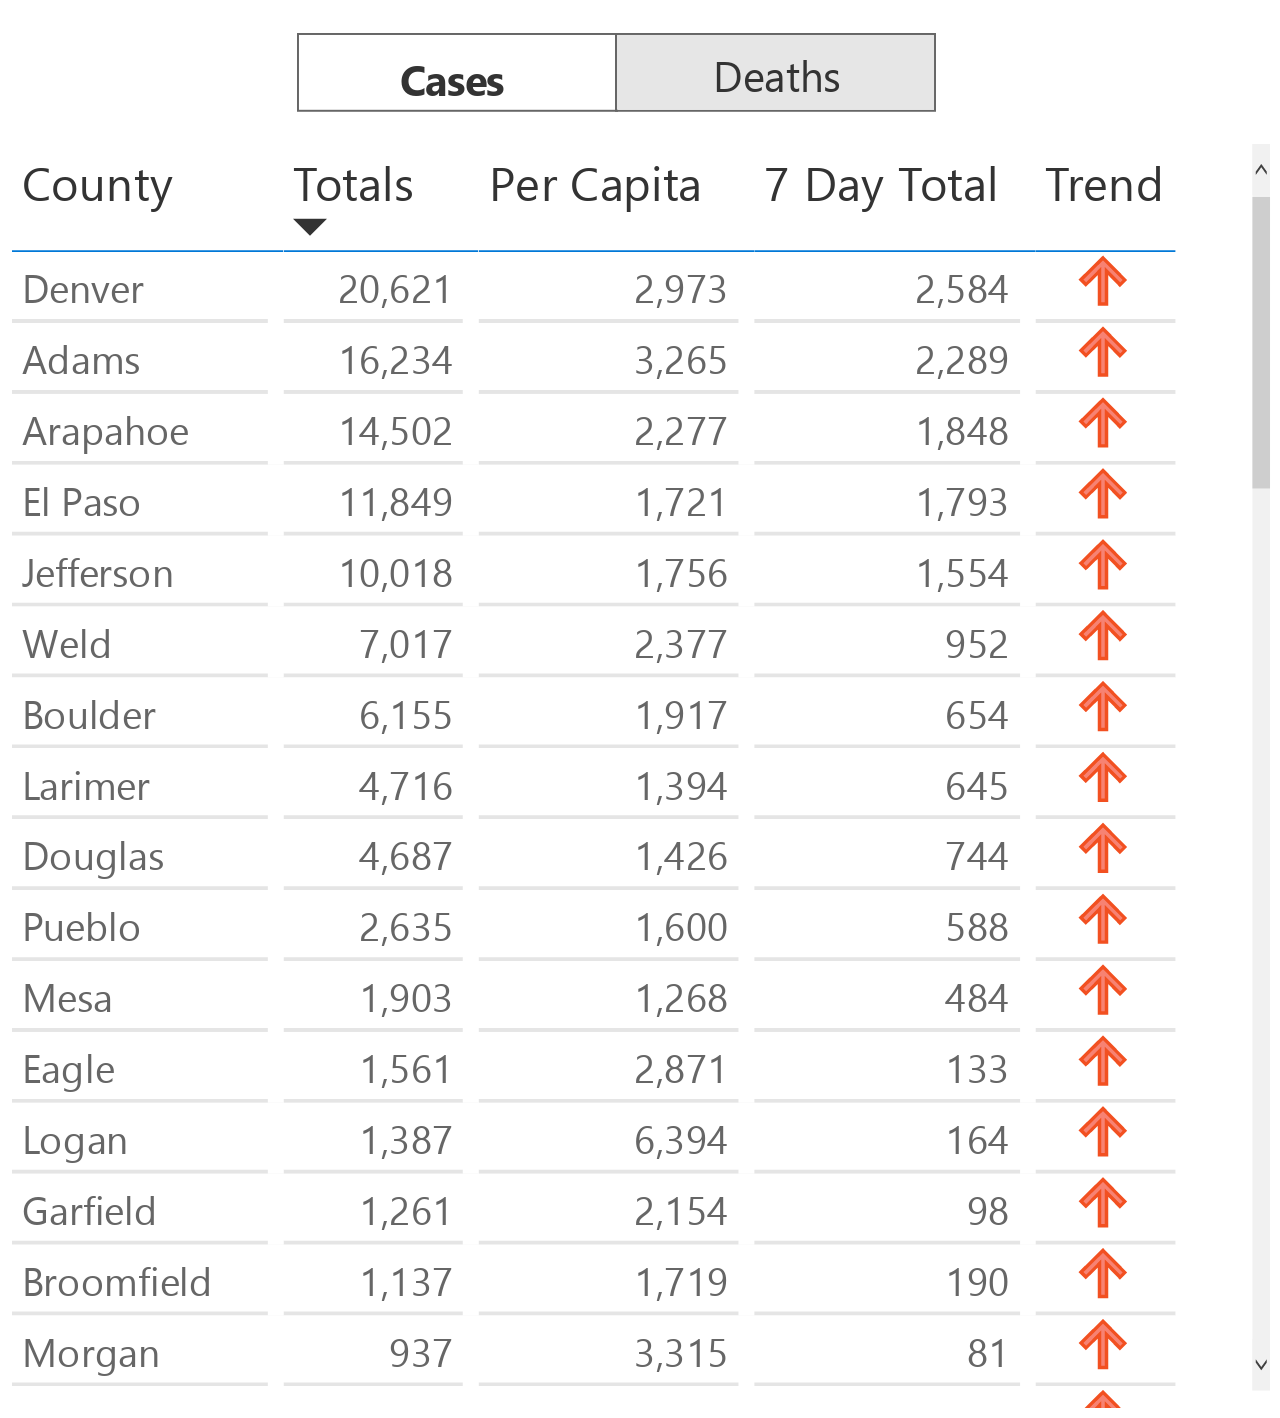 Cases Deaths
County Totals Per Capita 7 Day Total Trend
Denver 20,621 2,973 2,584
Adams 16,234 3,265 2,289
Arapahoe 14,502 2,277 1,848
El Paso 11,849 1,721 1,793
Jefferson 10,018 1,756 1,554
Weld 7,017 2,377 952
Boulder 6,155 1,917 654
Larimer 4,716 1,394 645
Douglas 4,687 1,426 744
Pueblo 2,635 1,600 588
Mesa 1,903 1,268 484
Eagle 1,561 2,871 133
Logan 1,387 6,394 164
Garfield 1,261 2,154 98
Broomfield 1,137 1,719 190
Morgan 937 3,315 81